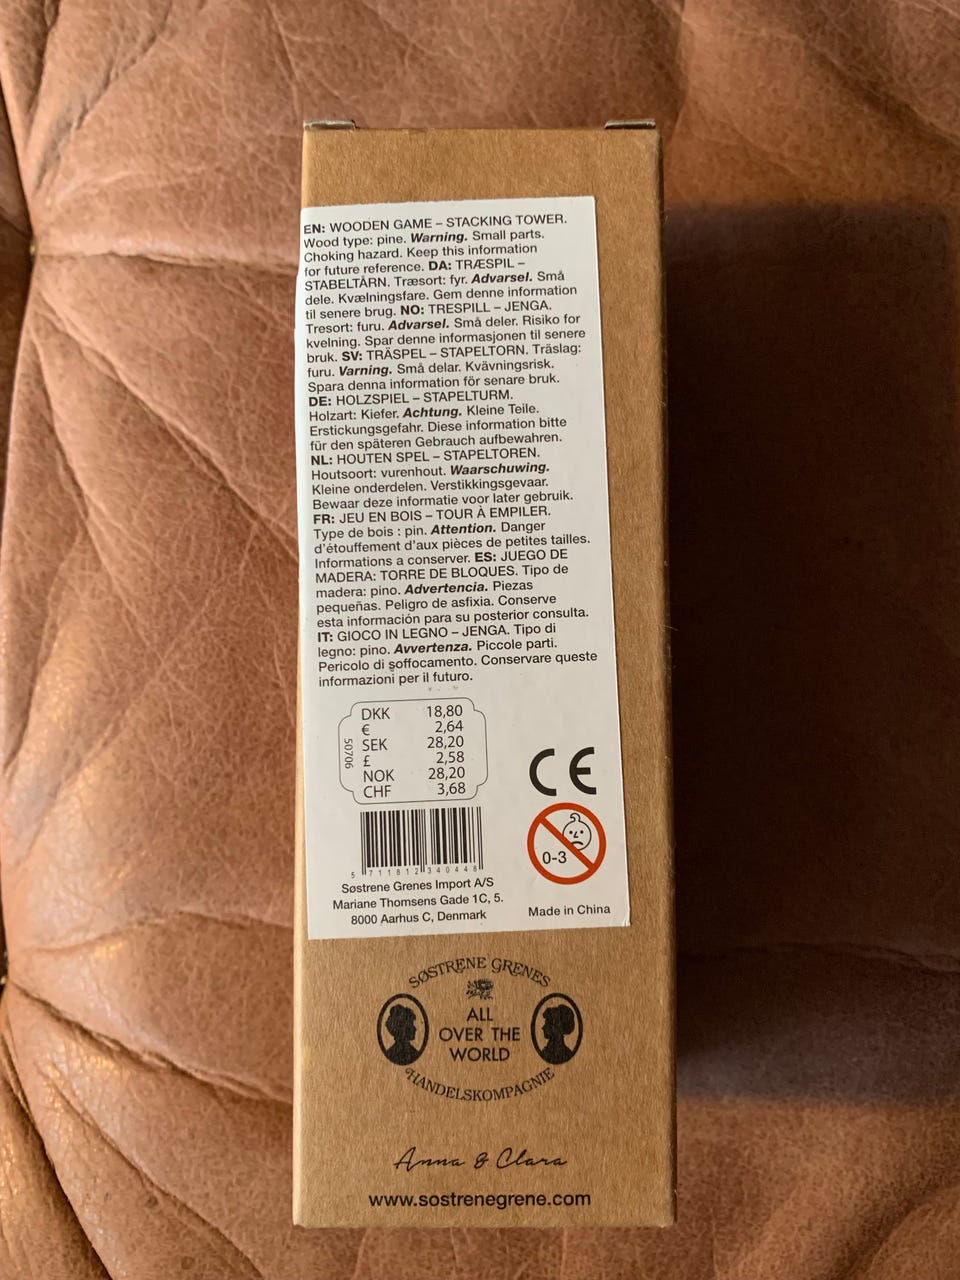 EN: WOODEN GAME – STACKING TOWER.
Wood type: pine. Warning. Small parts.
Choking hazard. Keep this information
for future reference. DA: TRÆSPIL –
STABELTÅRN. Træsort: fyr. Advarsel. Små
dele. Kvælningsfare. Gem denne information
til senere brug. NO: TRESPILL – JENGA.
Tresort: furu. Advarsel. Små deler. Risiko for
kvelning. Spar denne informasjonen til senere
bruk. SV: TRÄSPEL – STAPELTORN. Träslag:
furu. Varning. Små delar. Kvävningsrisk.
Spara denna information för senare bruk.
DE: HOLZSPIEL – STAPELTURM.
Holzart: Kiefer. Achtung. Kleine Teile.
Erstickungsgefahr. Diese information bitte
für den späteren Gebrauch aufbewahren.
NL: HOUTEN SPEL – STAPELTOREN.
Houtsoort: vurenhout. Waarschuwing.
Kleine onderdelen. Verstikkingsgevaar.
Bewaar deze informatie voor later gebruik.
FR: JEU EN BOIS – TOUR À EMPILER.
Type de bois : pin. Attention. Danger
d'étouffement d'aux pièces de petites tailles.
Informations a conserver. ES: JUEGO DE
MADERA: TORRE DE BLOQUES. Tipo de
madera: pino. Advertencia. Piezas
pequeñas. Peligro de asfixia. Conserve
esta información para su posterior consulta.
IT: GIOCO IN LEGNO – JENGA. Tipo di
legno: pino. Avvertenza. Piccole parti.
Pericolo di soffocamento. Conservare queste
informazioni per il futuro.
50706
DKK 18,80
€ 2,64
SEK 28,20
£ 2,58
NOK 28,20
CHF 3,68
CE
0-3
5 711812 340448
Søstrene Grenes Import A/S
Mariane Thomsens Gade 1C, 5.
8000 Aarhus C, Denmark
Made in China
SØSTRENE GRENES
ALL
OVER THE
WORLD
HANDELSKOMPAGNIE
Anna & Clara
www.sostrenegrene.com